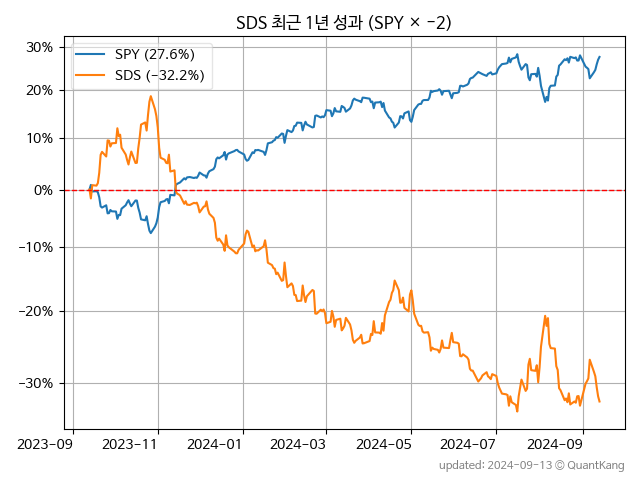 SDS 최근 1년 성과 (SPY × −2)
SPY (27.6%)
SDS (−32.2%)
30%
20%
10%
0%
−10%
−20%
−30%
2023-09 2023-11 2024-01 2024-03 2024-05 2024-07 2024-09
updated: 2024-09-13 © QuantKang